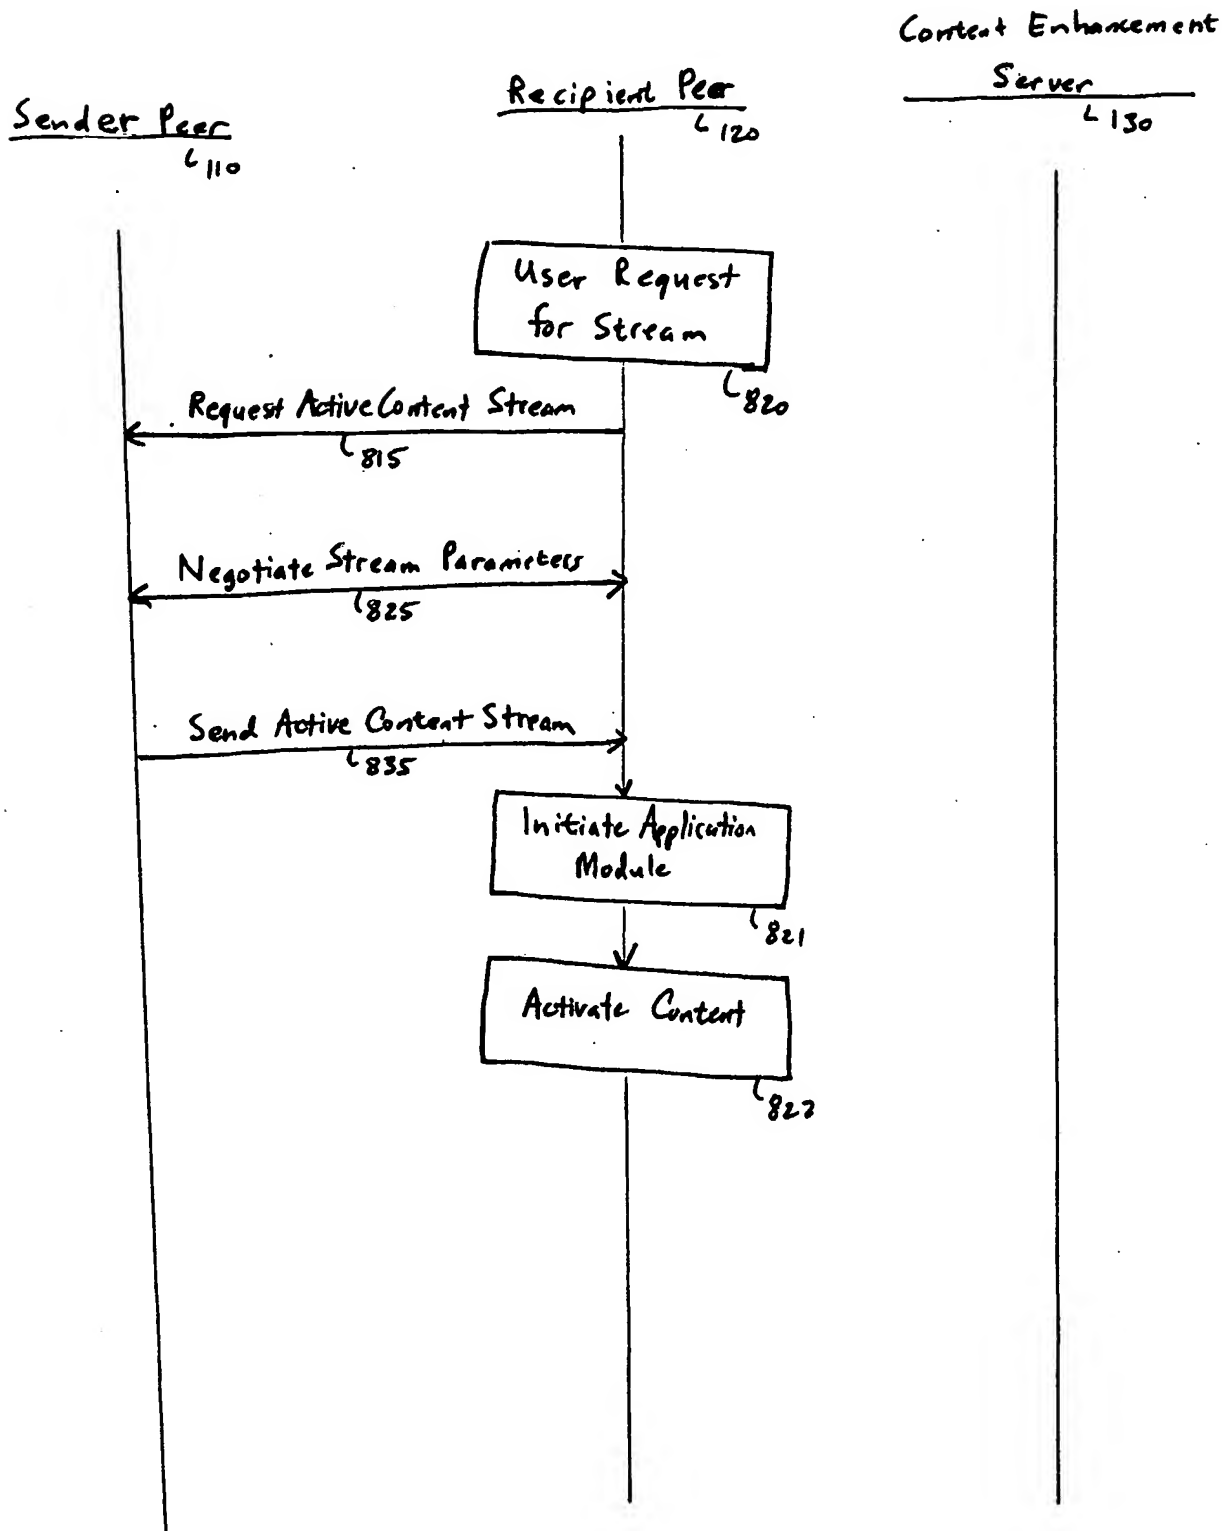 Content Enhancement
Server
130
Recipient Peer
120
Sender Peer
110
User Request
for Stream
820
Request Active Content Stream
815
Negotiate Stream Parameters
825
Send Active Content Stream
835
Initiate Application
Module
821
Activate Content
822